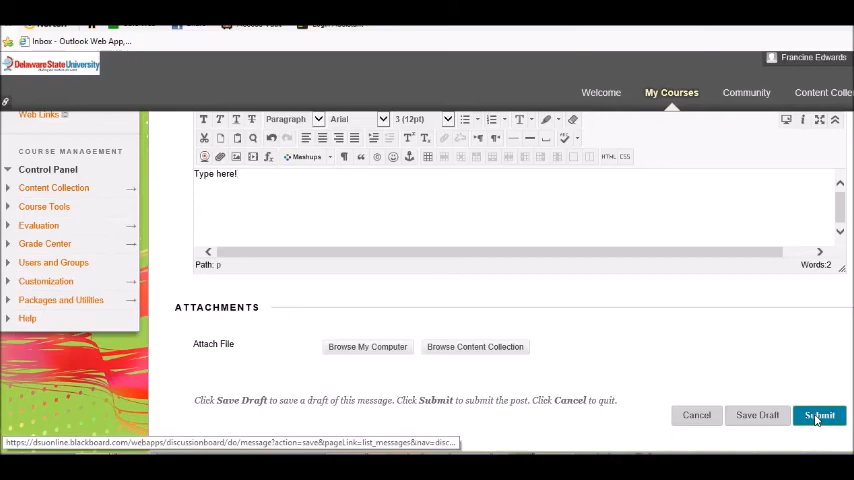 Inbox - Outlook Web App,...
Delaware State University
Francine Edwards
Welcome
My Courses
Community
Content Collec
Web Links
Paragraph
Arial
3 (12pt)
Mashups
HTML CSS
COURSE MANAGEMENT
Control Panel
Content Collection
Course Tools
Evaluation
Grade Center
Users and Groups
Customization
Packages and Utilities
Help
Type here!
Path: p
Words:2
ATTACHMENTS
Attach File
Browse My Computer
Browse Content Collection
Click Save Draft to save a draft of this message. Click Submit to submit the post. Click Cancel to quit.
Cancel
Save Draft
Submit
https://dsuonline.blackboard.com/webapps/discussionboard/do/message?action=save&pageLink=list_messages&nav=disc...